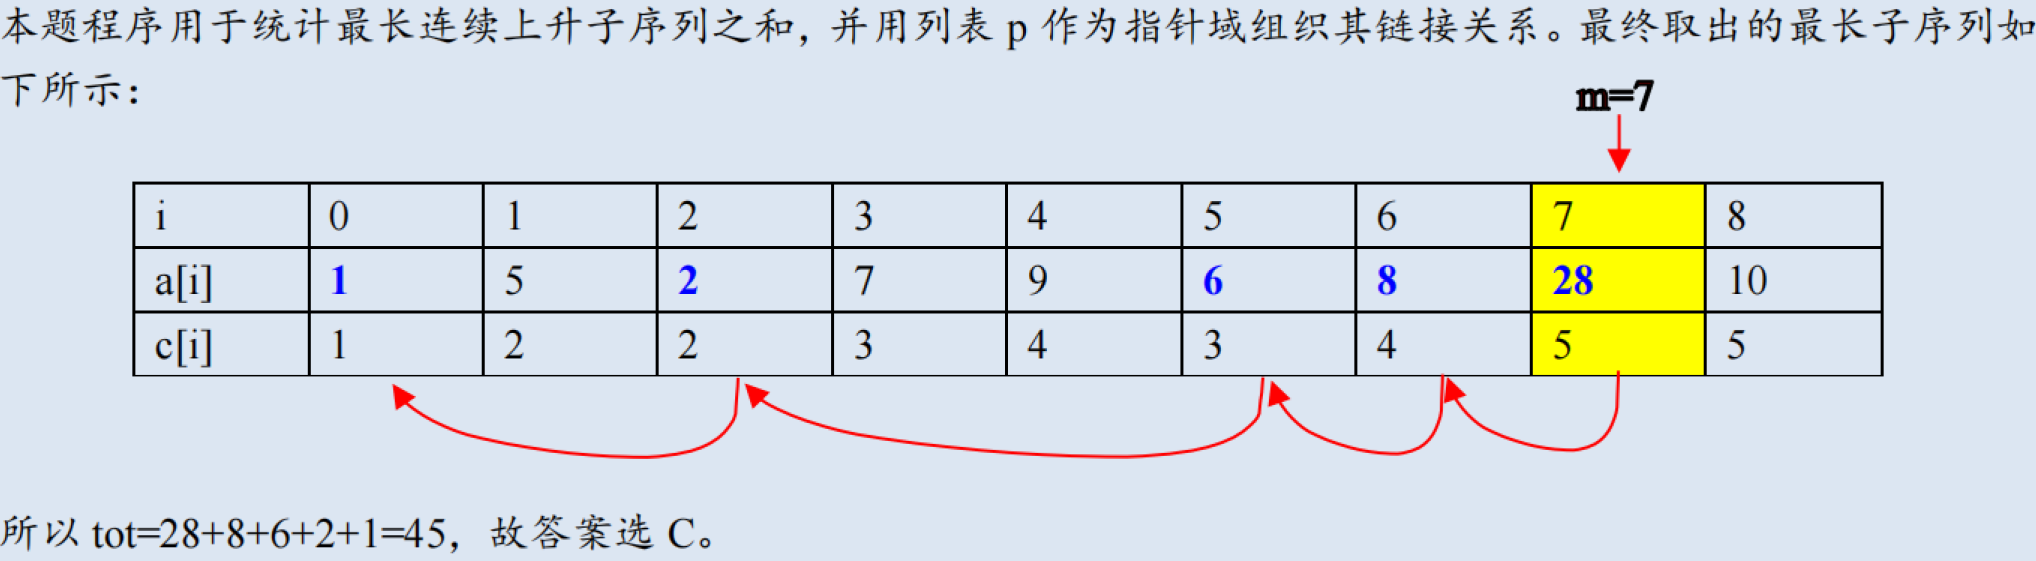 本题程序用于统计最长连续上升子序列之和，并用列表 p 作为指针域组织其链接关系。最终取出的最长子序列如
下所示：
m=7
i 0 1 2 3 4 5 6 7 8
a[i] 1 5 2 7 9 6 8 28 10
c[i] 1 2 2 3 4 3 4 5 5
所以 tot=28+8+6+2+1=45，故答案选 C。